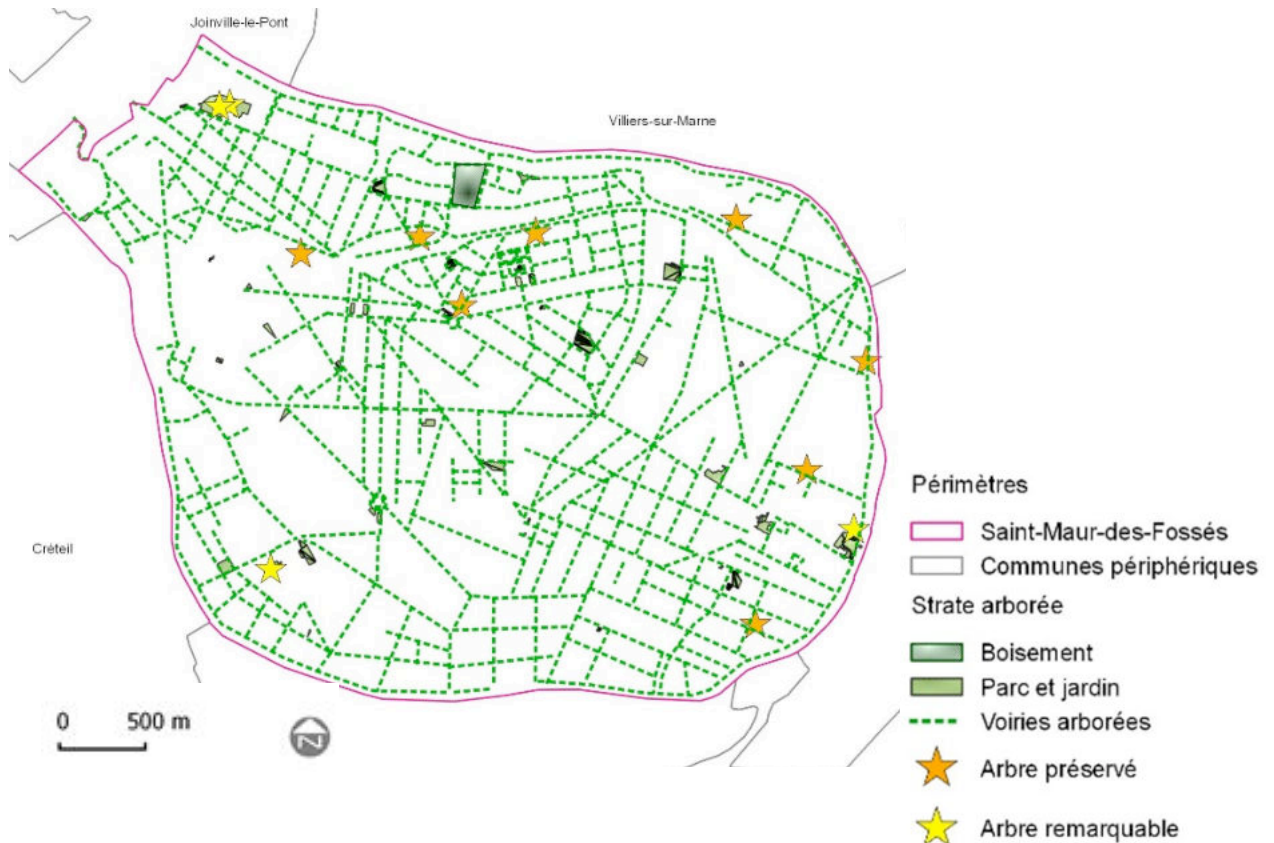 Joinville-le-Pont
Villiers-sur-Marne
Créteil
Périmètres
Saint-Maur-des-Fossés
Communes périphériques
Strate arborée
Boisement
Parc et jardin
Voiries arborées
Arbre préservé
Arbre remarquable
0 500 m
N